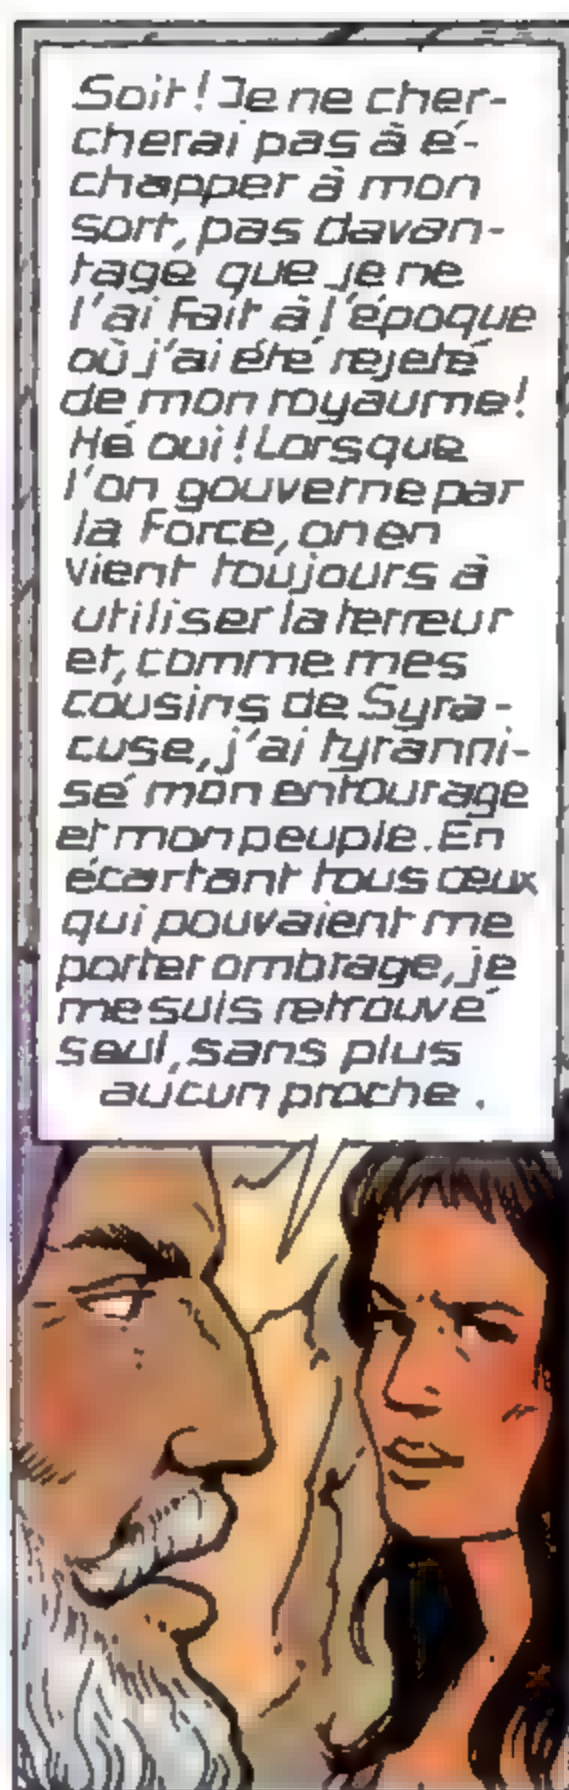 Soit! Je ne cher-
cherai pas à é-
chapper à mon
sort, pas davan-
tage que je ne
l'ai fait à l'époque
où j'ai été rejeté
de mon royaume!
Hé oui! Lorsque
l'on gouverne par
la force, on en
vient toujours à
utiliser la terreur
et, comme mes
cousins de Syra-
cuse, j'ai tyranni-
sé mon entourage
et mon peuple. En
écartant tous ceux
qui pouvaient me
porter ombrage, je
me suis retrouvé
seul, sans plus
aucun proche.